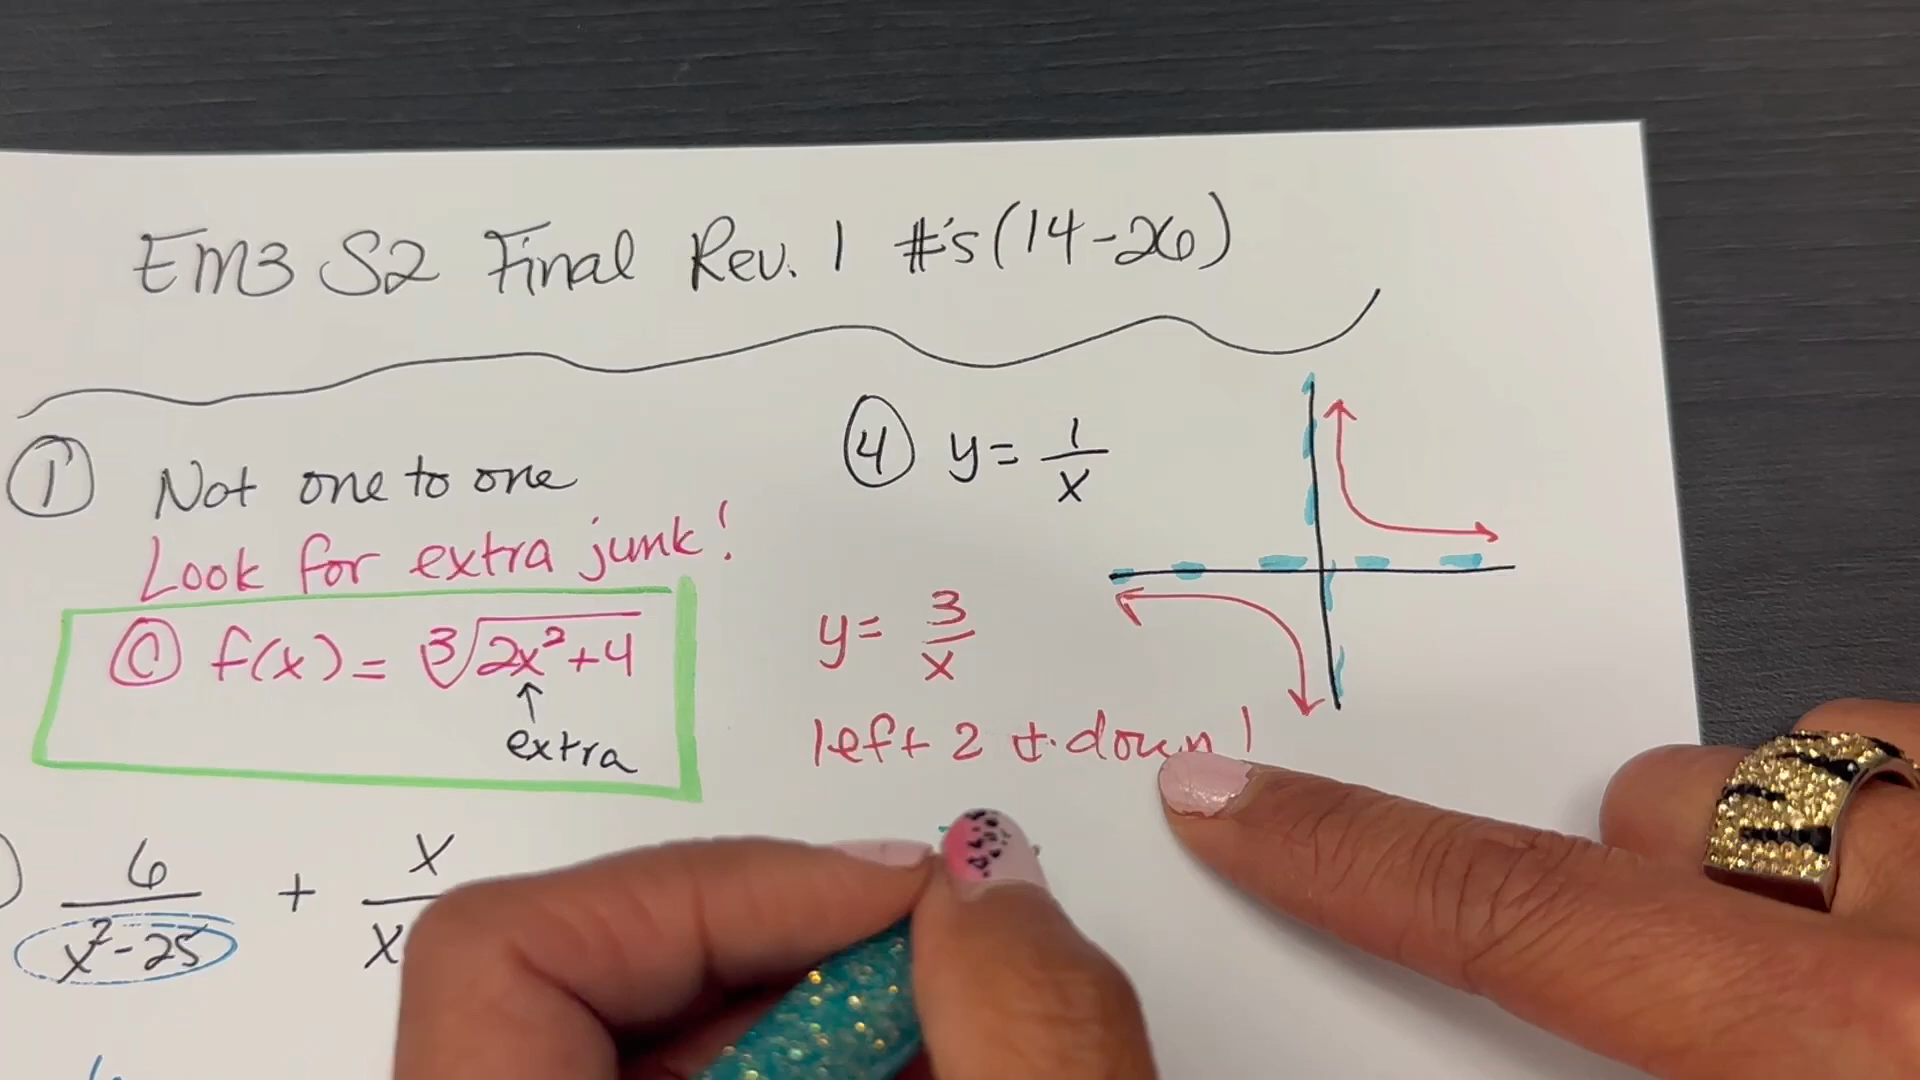 EM3 S2 Final Rev. 1 #'s (14-26)
① Not one to one
Look for extra junk!
Ⓒ f(x) = ∛(2x²+4)
↑
extra
6/(x²-25) + x/x
④ y = 1/x
y = 3/x
left 2 + down 1